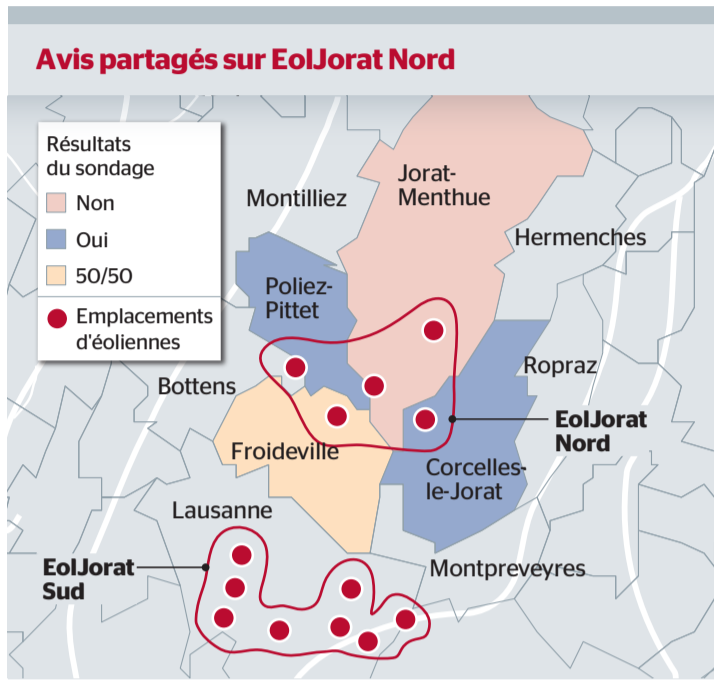 Avis partagés sur EolJorat Nord
Résultats
du sondage
Non
Oui
50/50
Emplacements
d'éoliennes
Jorat-
Menthue
Montilliez
Hermenches
Poliez-
Pittet
Ropraz
Bottens
EolJorat
Nord
Froideville
Corcelles-
le-Jorat
Lausanne
EolJorat
Sud
Montpreveyres